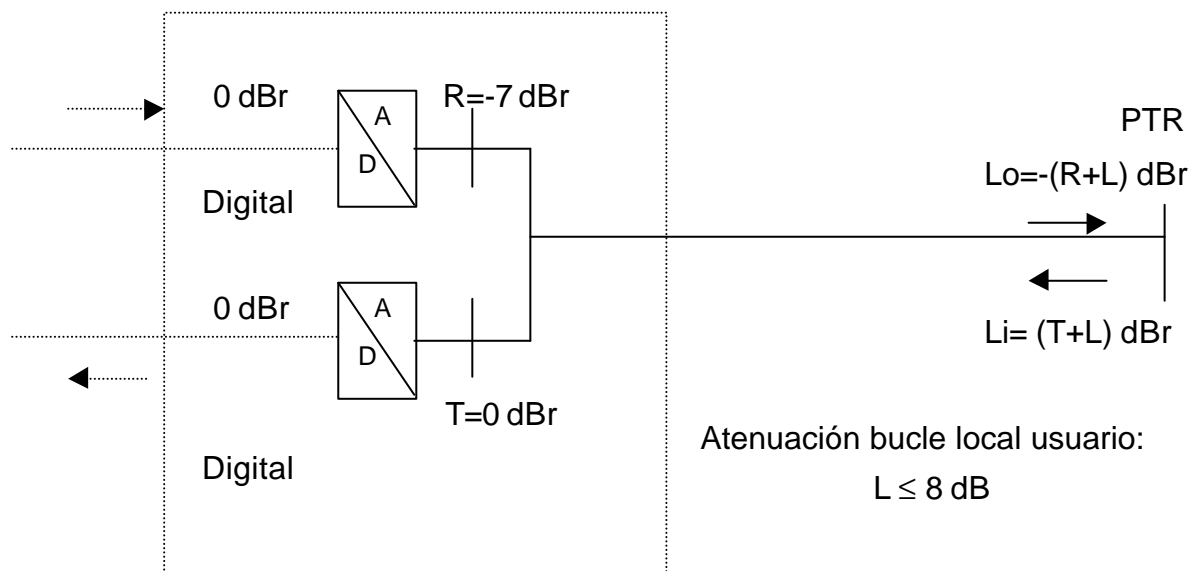 0 dBr
R=-7 dBr
A
D
PTR
Lo=-(R+L) dBr
Digital
0 dBr
A
D
Li= (T+L) dBr
T=0 dBr
Atenuación bucle local usuario:
L ≤ 8 dB
Digital